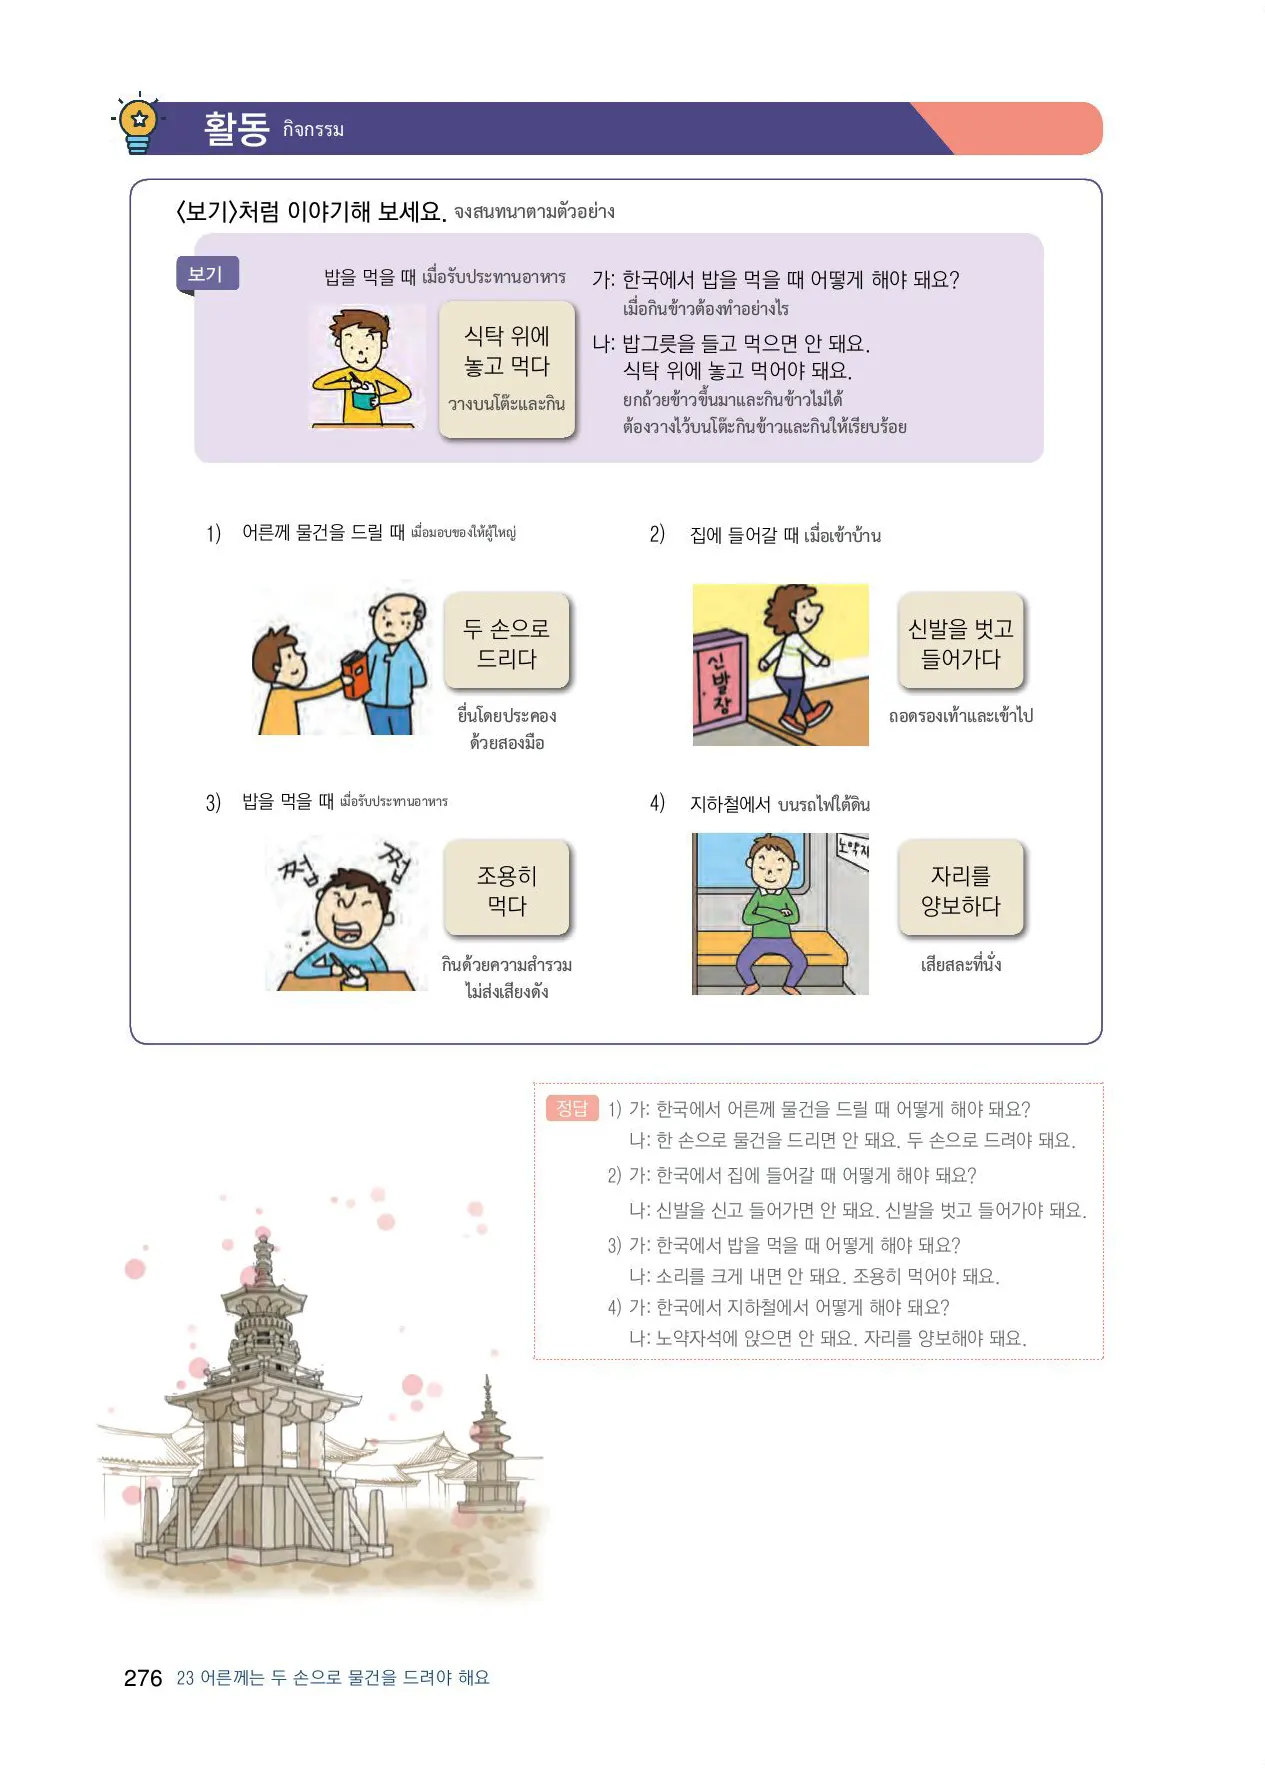 활동 กิจกรรม
<보기>처럼 이야기해 보세요. จงสนทนาตามตัวอย่าง
보기
밥을 먹을 때 เมื่อรับประทานอาหาร
식탁 위에
놓고 먹다
วางบนโต๊ะและกิน
가: 한국에서 밥을 먹을 때 어떻게 해야 돼요?
เมื่อกินข้าวต้องทำอย่างไร
나: 밥그릇을 들고 먹으면 안 돼요.
식탁 위에 놓고 먹어야 돼요.
ยกถ้วยข้าวขึ้นมาและกินข้าวไม่ได้
ต้องวางไว้บนโต๊ะกินข้าวและกินให้เรียบร้อย
1) 어른께 물건을 드릴 때 เมื่อมอบของให้ผู้ใหญ่
두 손으로
드리다
ยื่นโดยประคอง
ด้วยสองมือ
2) 집에 들어갈 때 เมื่อเข้าบ้าน
신발장
신발을 벗고
들어가다
ถอดรองเท้าและเข้าไป
3) 밥을 먹을 때 เมื่อรับประทานอาหาร
쩝 쩝
조용히
먹다
กินด้วยความสำรวม
ไม่ส่งเสียงดัง
4) 지하철에서 บนรถไฟใต้ดิน
노약자
자리를
양보하다
เสียสละที่นั่ง
정답 1) 가: 한국에서 어른께 물건을 드릴 때 어떻게 해야 돼요?
나: 한 손으로 물건을 드리면 안 돼요. 두 손으로 드려야 돼요.
2) 가: 한국에서 집에 들어갈 때 어떻게 해야 돼요?
나: 신발을 신고 들어가면 안 돼요. 신발을 벗고 들어가야 돼요.
3) 가: 한국에서 밥을 먹을 때 어떻게 해야 돼요?
나: 소리를 크게 내면 안 돼요. 조용히 먹어야 돼요.
4) 가: 한국에서 지하철에서 어떻게 해야 돼요?
나: 노약자석에 앉으면 안 돼요. 자리를 양보해야 돼요.
276 23 어른께는 두 손으로 물건을 드려야 해요